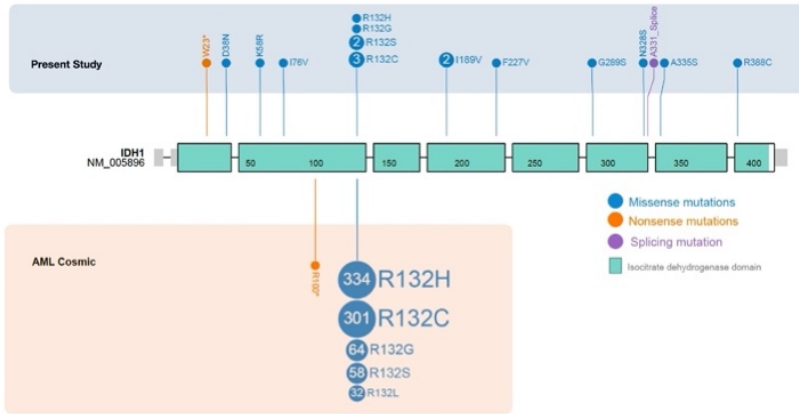 R132H
R132G
2 R132S
3 R132C
Present Study
W23*
D38N
K58R
I76V
2 I189V
F227V
G289S
N328S
A331_Splice
A335S
R388C
IDH1
NM_005896
50 100 150 200 250 300 350 400
Missense mutations
Nonsense mutations
Splicing mutation
Isocitrate dehydrogenase domain
AML Cosmic
R100*
334 R132H
301 R132C
64 R132G
58 R132S
32 R132L